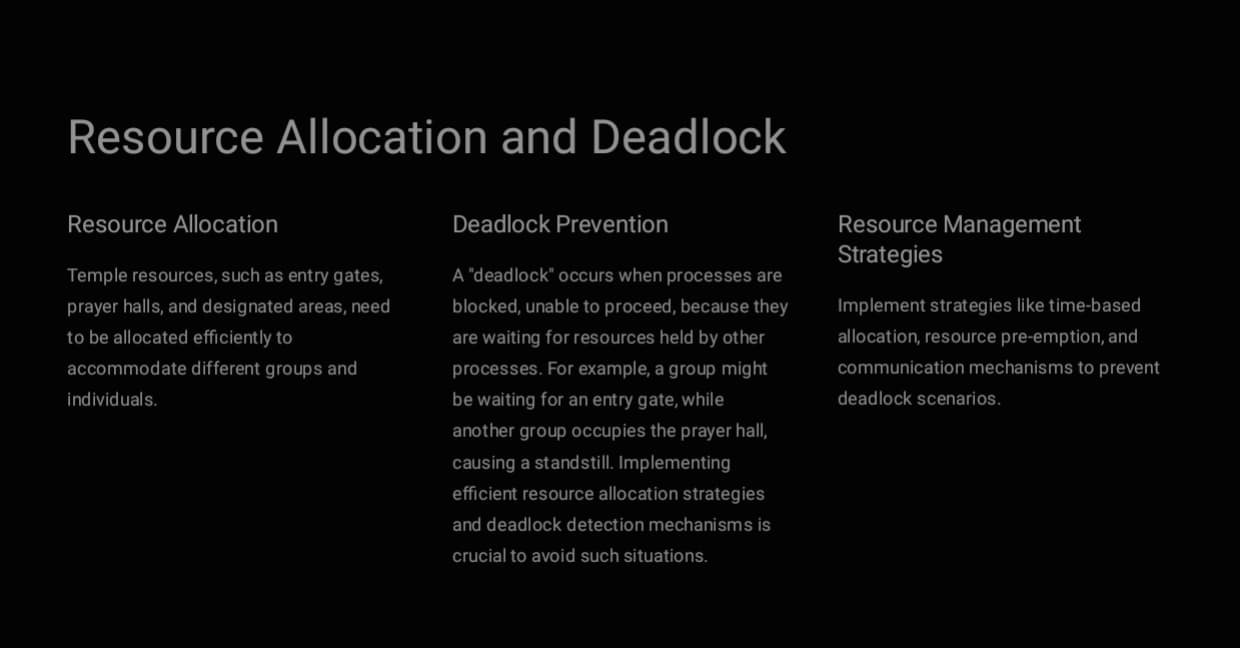 Resource Allocation and Deadlock
Resource Allocation
Temple resources, such as entry gates,
prayer halls, and designated areas, need
to be allocated efficiently to
accommodate different groups and
individuals.
Deadlock Prevention
A "deadlock" occurs when processes are
blocked, unable to proceed, because they
are waiting for resources held by other
processes. For example, a group might
be waiting for an entry gate, while
another group occupies the prayer hall,
causing a standstill. Implementing
efficient resource allocation strategies
and deadlock detection mechanisms is
crucial to avoid such situations.
Resource Management
Strategies
Implement strategies like time-based
allocation, resource pre-emption, and
communication mechanisms to prevent
deadlock scenarios.